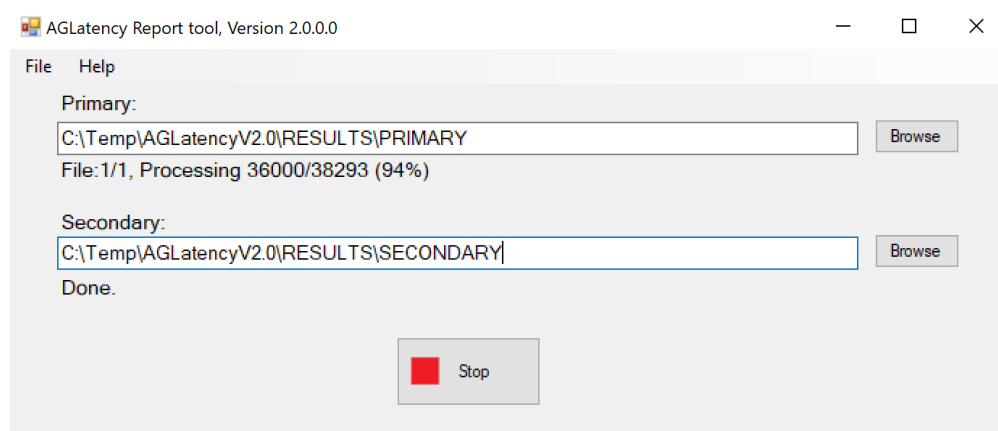 AGLatency Report tool, Version 2.0.0.0
File Help
Primary:
C:\Temp\AGLatencyV2.0\RESULTS\PRIMARY
Browse
File:1/1, Processing 36000/38293 (94%)
Secondary:
C:\Temp\AGLatencyV2.0\RESULTS\SECONDARY
Browse
Done.
Stop